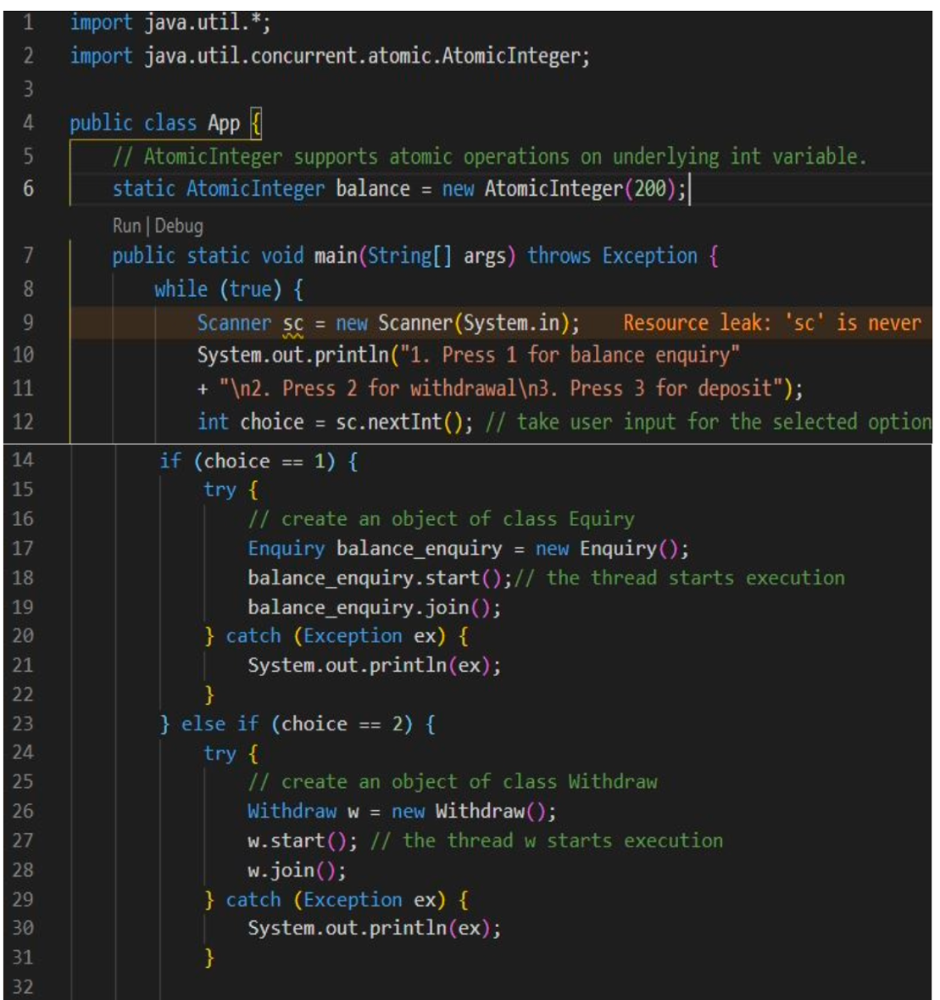 1 import java.util.*;
2 import java.util.concurrent.atomic.AtomicInteger;
3
4 public class App {
5 // AtomicInteger supports atomic operations on underlying int variable.
6 static AtomicInteger balance = new AtomicInteger(200);
Run | Debug
7 public static void main(String[] args) throws Exception {
8 while (true) {
9 Scanner sc = new Scanner(System.in); Resource leak: 'sc' is never
10 System.out.println("1. Press 1 for balance enquiry"
11 + "\n2. Press 2 for withdrawal\n3. Press 3 for deposit");
12 int choice = sc.nextInt(); // take user input for the selected option
14 if (choice == 1) {
15 try {
16 // create an object of class Equiry
17 Enquiry balance_enquiry = new Enquiry();
18 balance_enquiry.start();// the thread starts execution
19 balance_enquiry.join();
20 } catch (Exception ex) {
21 System.out.println(ex);
22 }
23 } else if (choice == 2) {
24 try {
25 // create an object of class Withdraw
26 Withdraw w = new Withdraw();
27 w.start(); // the thread w starts execution
28 w.join();
29 } catch (Exception ex) {
30 System.out.println(ex);
31 }
32